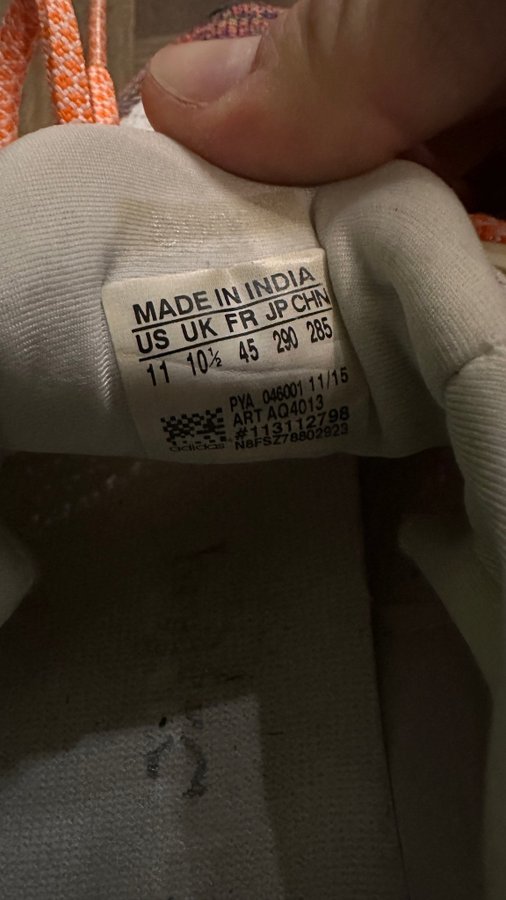 MADE IN INDIA
US UK FR JP CHN
11 10½ 45 290 285
PYA 046001 11/15
ART AQ4013
#113112798
N8FSZ78802923
adidas